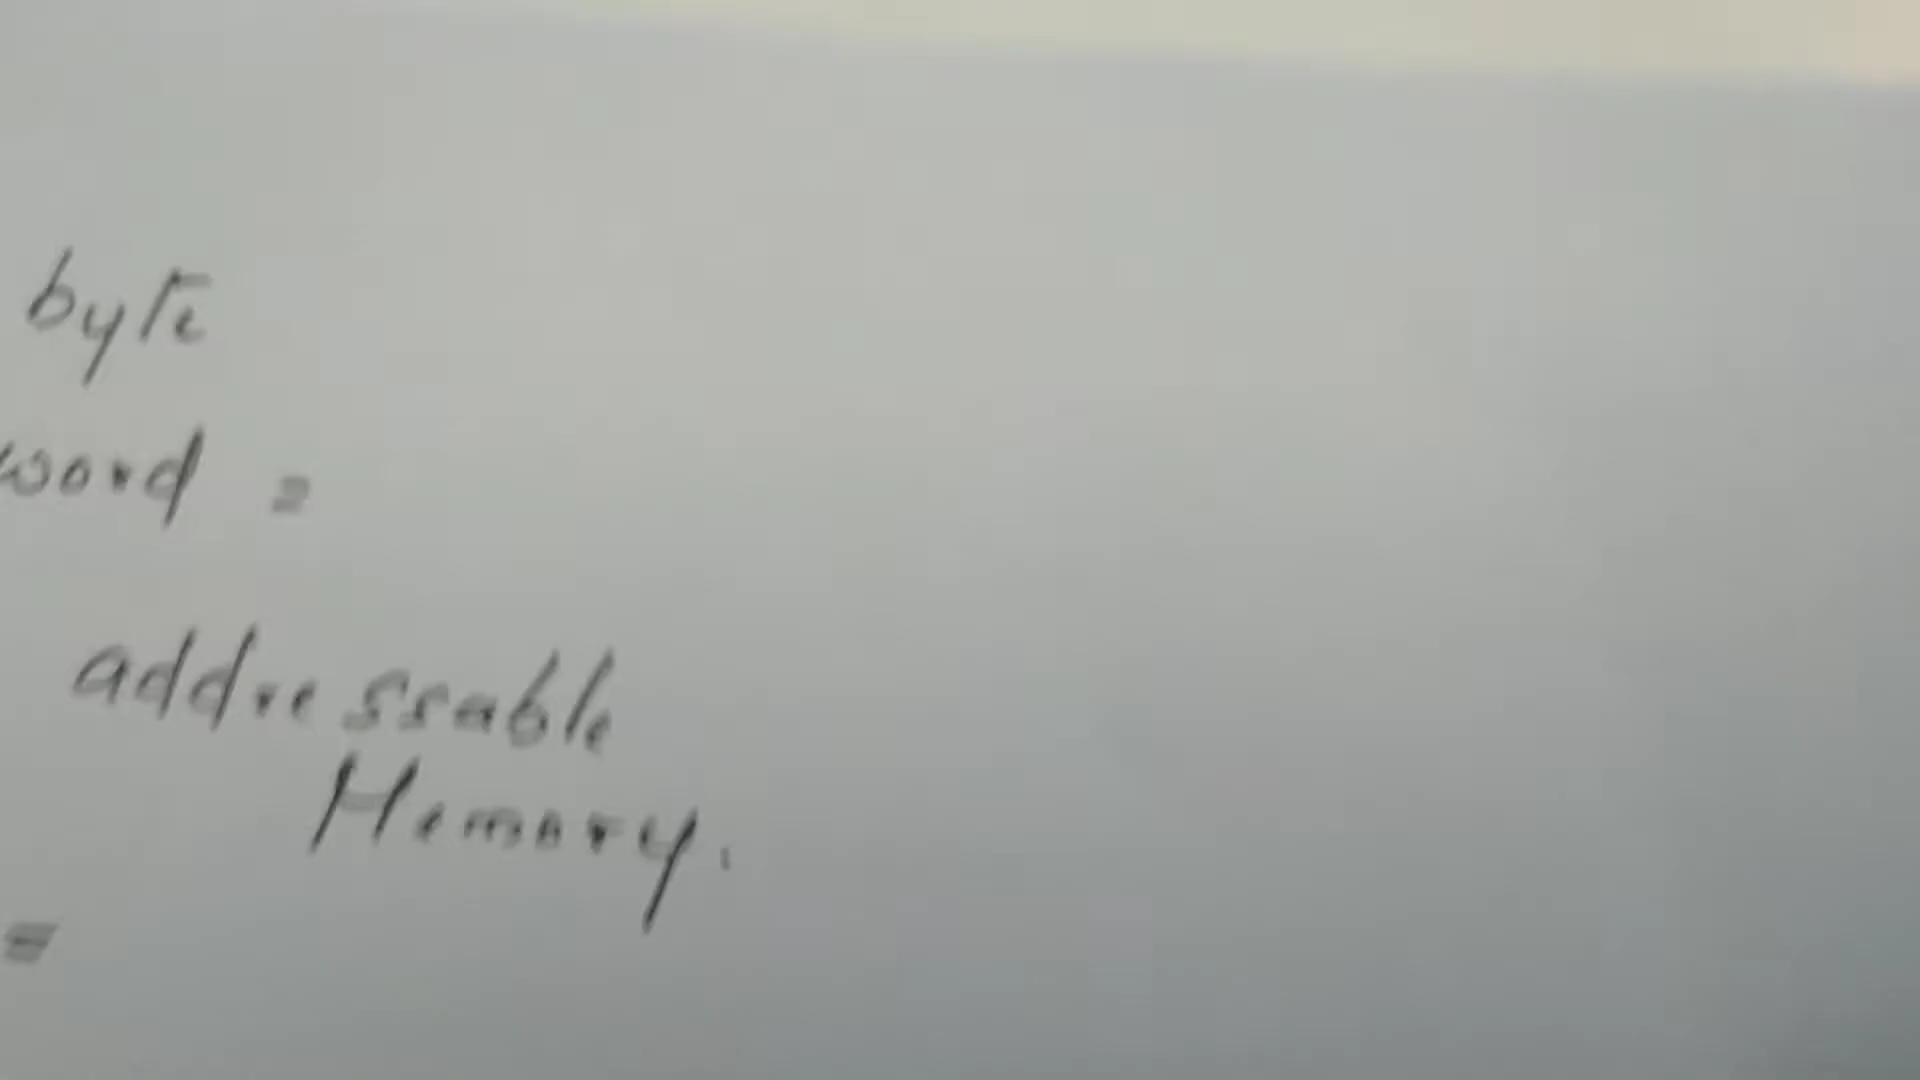 byte
word =
addressable
Memory.
=